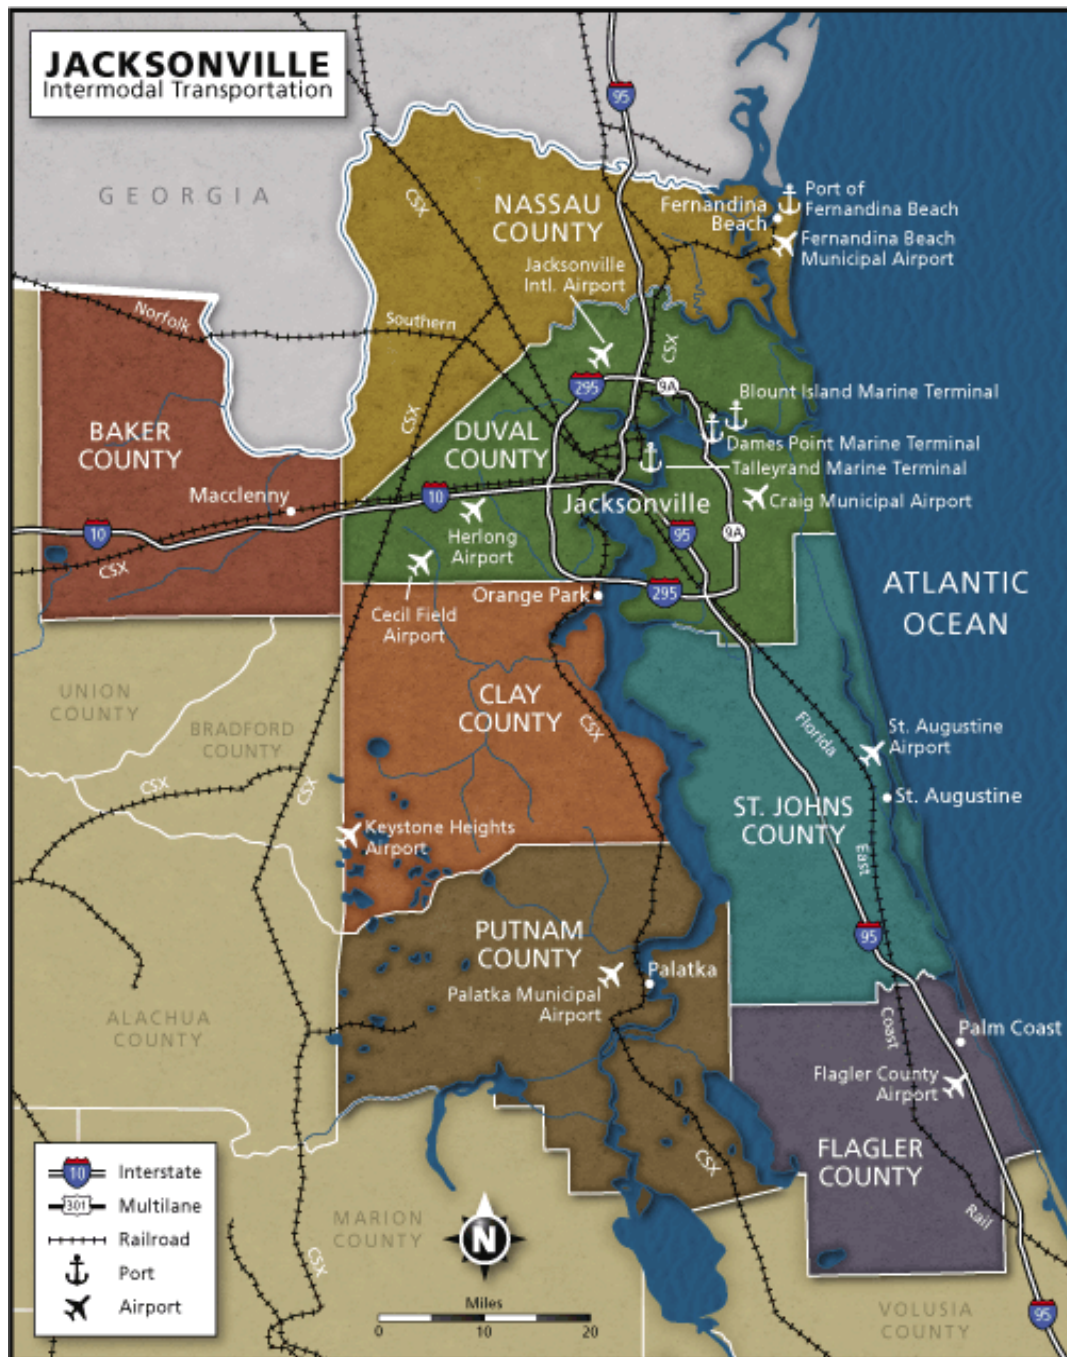 JACKSONVILLE
Intermodal Transportation
95
GEORGIA
CSX
NASSAU
COUNTY
Fernandina
Beach
Port of
Fernandina Beach
Fernandina Beach
Municipal Airport
Jacksonville
Intl. Airport
Norfolk
Southern
CSX
295
9A
Blount Island Marine Terminal
BAKER
COUNTY
CSX
DUVAL
COUNTY
Dames Point Marine Terminal
Talleyrand Marine Terminal
Macclenny
10
Jacksonville
Craig Municipal Airport
10
Herlong
Airport
95
9A
CSX
Cecil Field
Airport
Orange Park
295
ATLANTIC
OCEAN
UNION
COUNTY
BRADFORD
COUNTY
CLAY
COUNTY
CSX
Florida
St. Augustine
Airport
CSX
CSX
St. Augustine
ST. JOHNS
COUNTY
Keystone Heights
Airport
East
PUTNAM
COUNTY
95
Palatka
Palatka Municipal
Airport
ALACHUA
COUNTY
Coast
Palm Coast
Flagler County
Airport
FLAGLER
COUNTY
CSX
Rail
10
Interstate
301
Multilane
Railroad
Port
Airport
MARION
COUNTY
CSX
N
Miles
0
10
20
VOLUSIA
COUNTY
95